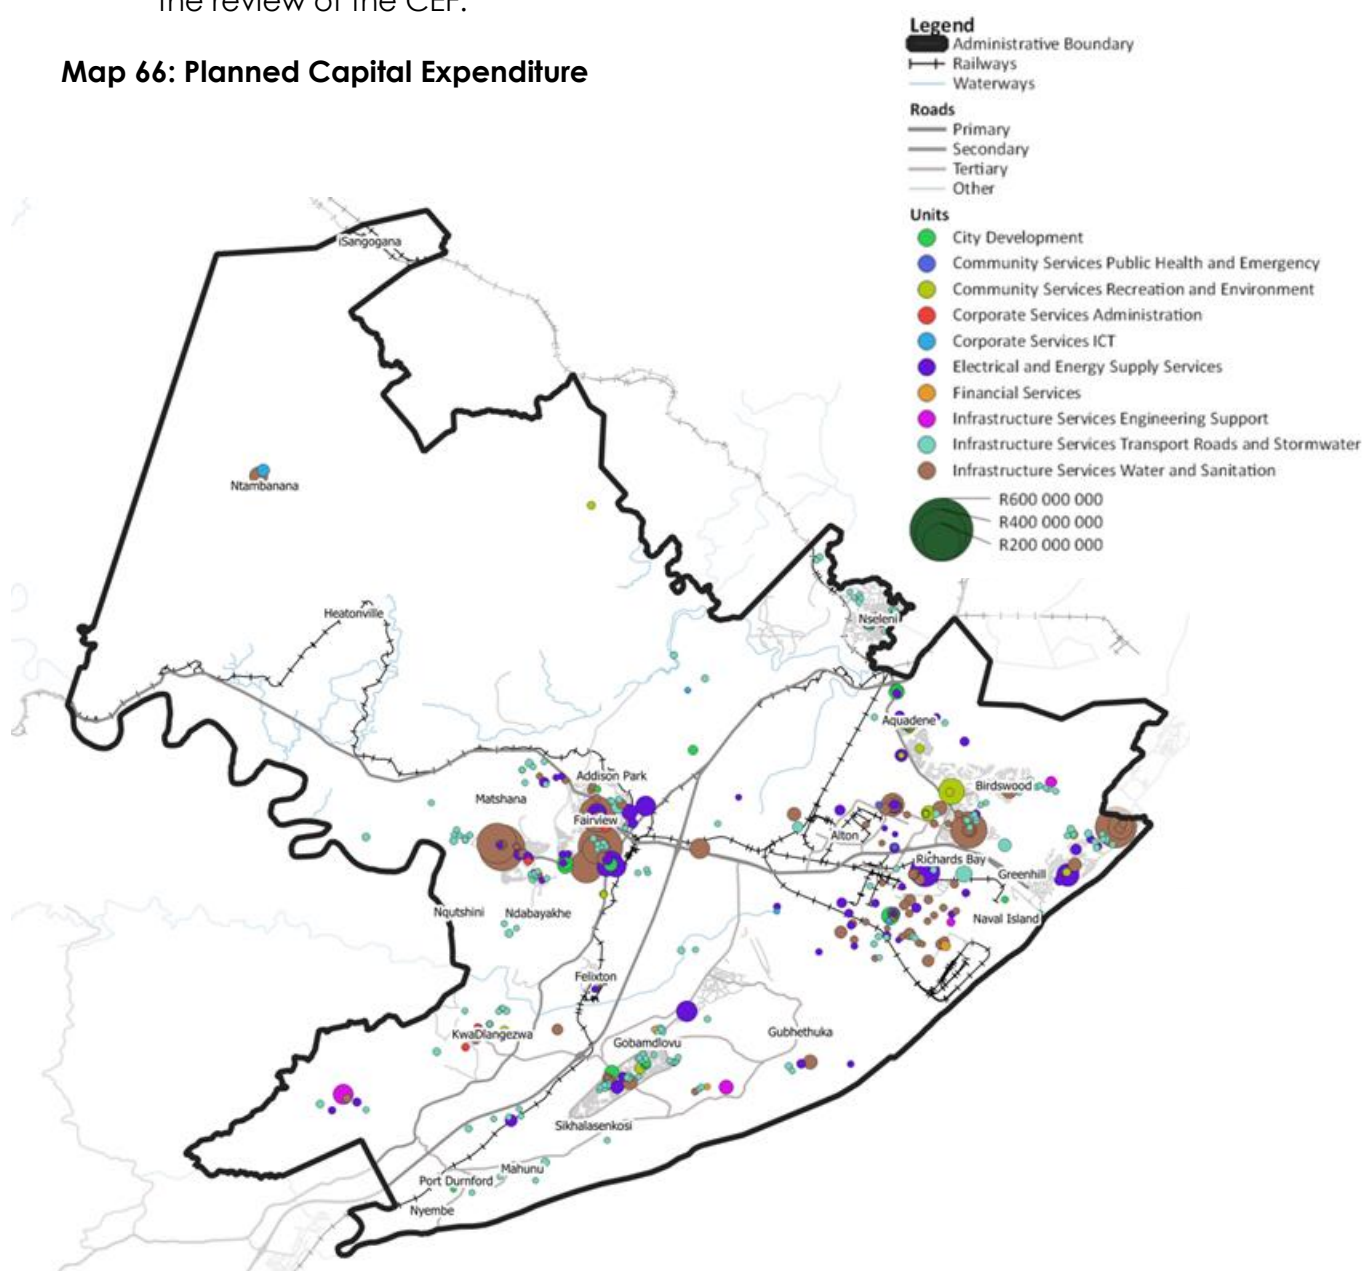 the review of the CEF.
Map 66: Planned Capital Expenditure
Legend
Administrative Boundary
Railways
Waterways
Roads
Primary
Secondary
Tertiary
Other
Units
City Development
Community Services Public Health and Emergency
Community Services Recreation and Environment
Corporate Services Administration
Corporate Services ICT
Electrical and Energy Supply Services
Financial Services
Infrastructure Services Engineering Support
Infrastructure Services Transport Roads and Stormwater
Infrastructure Services Water and Sanitation
R600 000 000
R400 000 000
R200 000 000
iSangogana
Ntambanana
Heatonville
Nseleni
Aquadene
Addison Park
Birdswood
Matshana
Fairview
Alton
Richards Bay
Greenhill
Nqutshini
Ndabayakhe
Naval Island
Felixton
KwaDlangezwa
Gubhethuka
Gobamdlovu
Sikhalasenkosi
Mahunu
Port Durnford
Nyembe